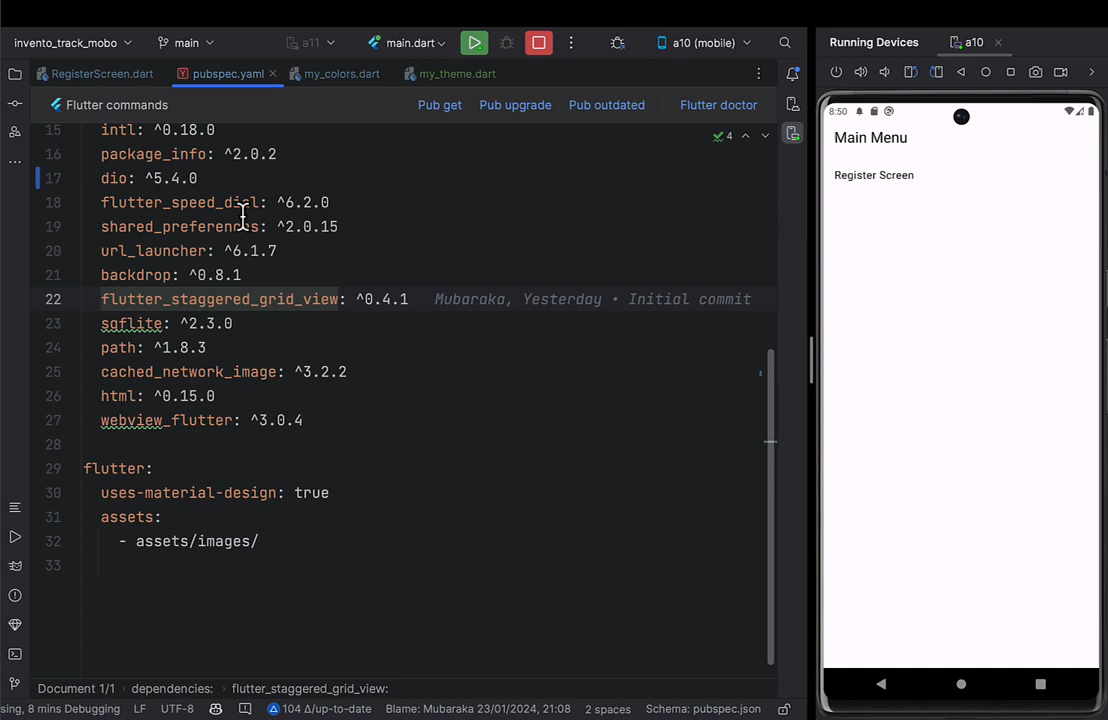 invento_track_mobo
main
a11
main.dart
a10 (mobile)
Running Devices
a10
RegisterScreen.dart
pubspec.yaml
my_colors.dart
my_theme.dart
Flutter commands
Pub get
Pub upgrade
Pub outdated
Flutter doctor
4
15 intl: ^0.18.0
16 package_info: ^2.0.2
17 dio: ^5.4.0
18 flutter_speed_dial: ^6.2.0
19 shared_preferences: ^2.0.15
20 url_launcher: ^6.1.7
21 backdrop: ^0.8.1
22 flutter_staggered_grid_view: ^0.4.1 Mubaraka, Yesterday • Initial commit
23 sqflite: ^2.3.0
24 path: ^1.8.3
25 cached_network_image: ^3.2.2
26 html: ^0.15.0
27 webview_flutter: ^3.0.4
28
29 flutter:
30 uses-material-design: true
31 assets:
32 - assets/images/
33
8:50
Main Menu
Register Screen
Document 1/1 › dependencies: › flutter_staggered_grid_view:
sing, 8 mins Debugging
LF
UTF-8
104 Δ/up-to-date
Blame: Mubaraka 23/01/2024, 21:08
2 spaces
Schema: pubspec.json